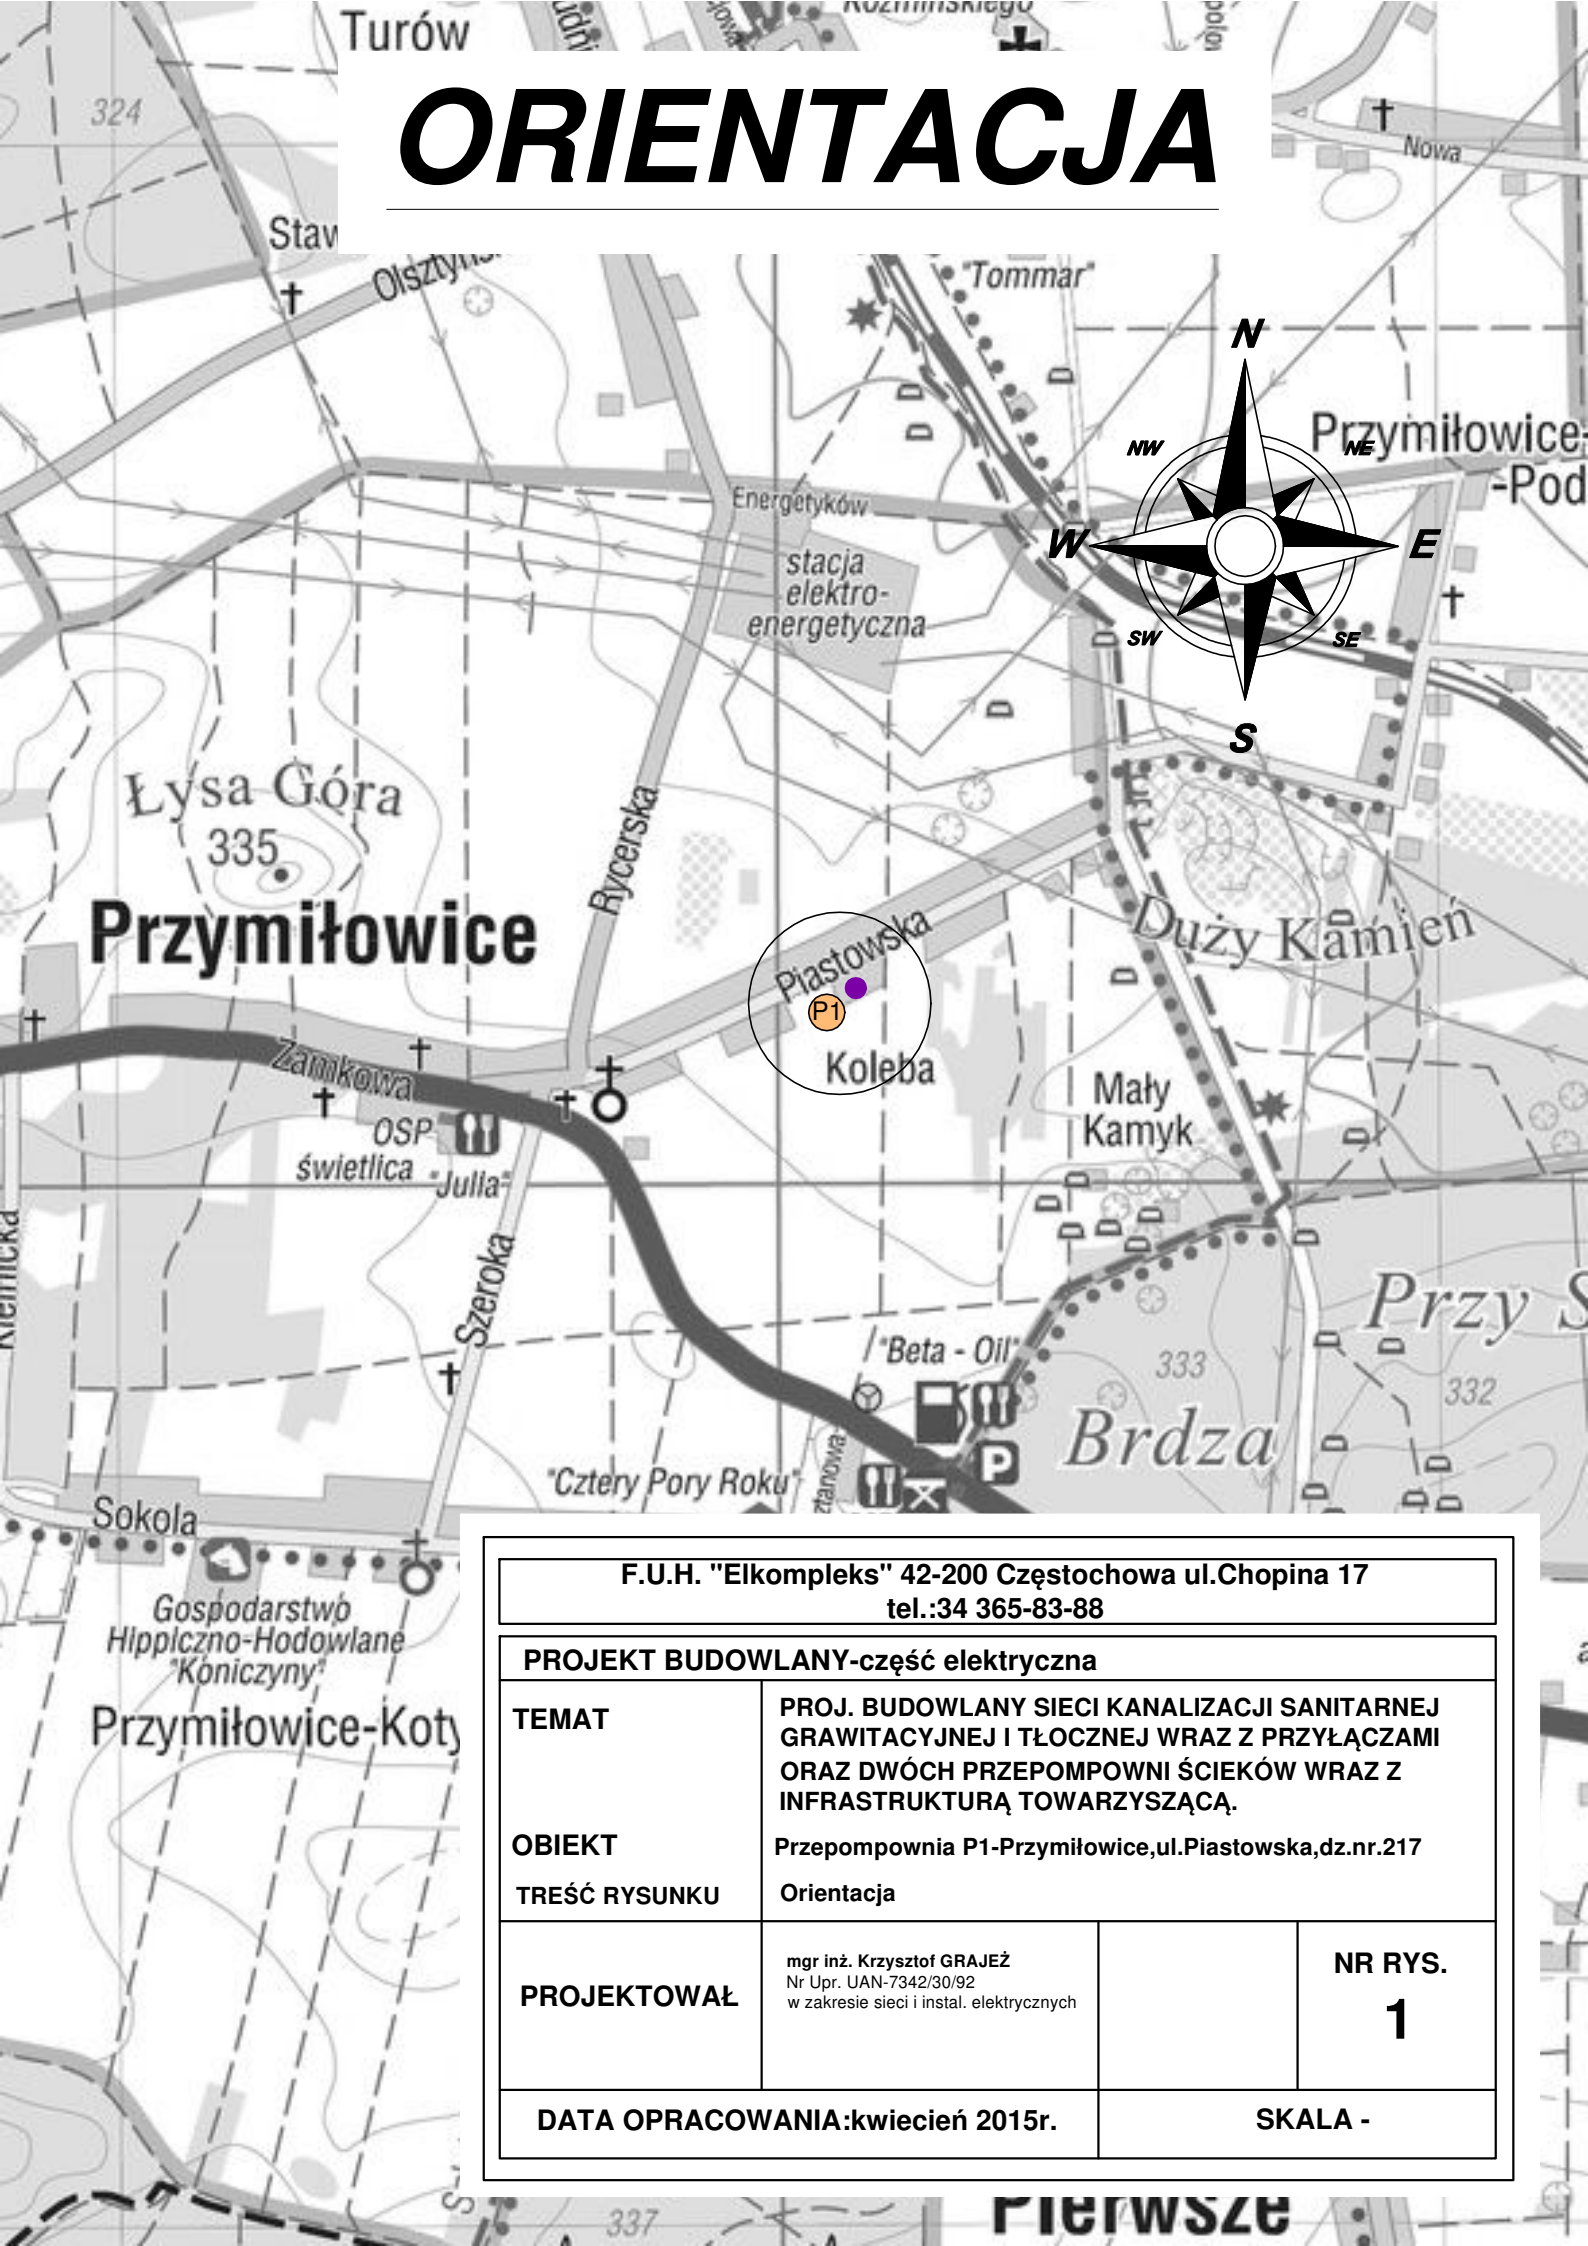 Turów
Koźmińskiego
ORIENTACJA
324
Nowa
Staw
Olsztyńs
"Tommar"
N
NW
NE
Przymiłowice-
-Pod
Energetyków
W
E
stacja
elektro-
energetyczna
SW
SE
S
Łysa Góra
335
Rycerska
Przymiłowice
Piastowska
Duży Kamień
P1
Koleba
Zamkowa
Mały
Kamyk
OSP
świetlica
"Julia"
Szeroka
Przy S
"Beta - Oil"
333
332
Brdza
P
"Cztery Pory Roku"
ztanowa
Sokola
Gospodarstwo
Hippiczno-Hodowlane
"Koniczyny"
Przymiłowice-Koty
F.U.H. "Elkompleks" 42-200 Częstochowa ul.Chopina 17
tel.:34 365-83-88
PROJEKT BUDOWLANY-część elektryczna
TEMAT
PROJ. BUDOWLANY SIECI KANALIZACJI SANITARNEJ
GRAWITACYJNEJ I TŁOCZNEJ WRAZ Z PRZYŁĄCZAMI
ORAZ DWÓCH PRZEPOMPOWNI ŚCIEKÓW WRAZ Z
INFRASTRUKTURĄ TOWARZYSZĄCĄ.
OBIEKT
Przepompownia P1-Przymiłowice,ul.Piastowska,dz.nr.217
TREŚĆ RYSUNKU
Orientacja
PROJEKTOWAŁ
mgr inż. Krzysztof GRAJEŻ
Nr Upr. UAN-7342/30/92
w zakresie sieci i instal. elektrycznych
NR RYS.
1
DATA OPRACOWANIA:kwiecień 2015r.
SKALA -
337
Pierwsze